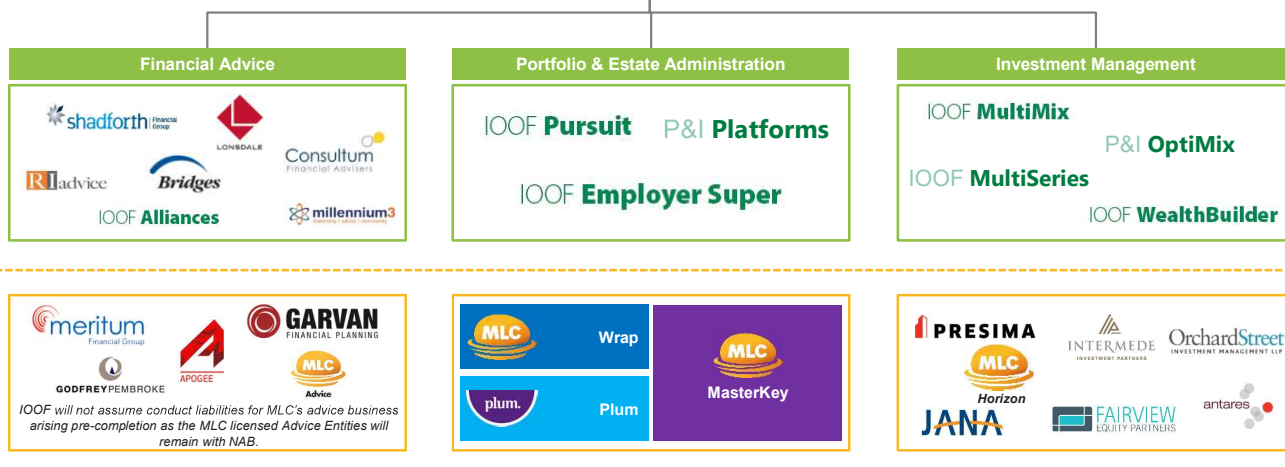 Financial Advice
Portfolio & Estate Administration
Investment Management
shadforth Financial Group
LONSDALE
Consultum
Financial Advisers
RI advice
Bridges
IOOF Alliances
millennium3
leadership | advice | community
IOOF Pursuit
P&I Platforms
IOOF Employer Super
IOOF MultiMix
P&I OptiMix
IOOF MultiSeries
IOOF WealthBuilder
meritum
Financial Group
GODFREYPEMBROKE
APOGEE
GARVAN
FINANCIAL PLANNING
MLC
Advice
IOOF will not assume conduct liabilities for MLC's advice business
arising pre-completion as the MLC licensed Advice Entities will
remain with NAB.
MLC
Wrap
plum.
Plum
MLC
MasterKey
PRESIMA
MLC
Horizon
INTERMEDE
INVESTMENT PARTNERS
OrchardStreet
INVESTMENT MANAGEMENT LLP
JANA
FAIRVIEW
EQUITY PARTNERS
antares